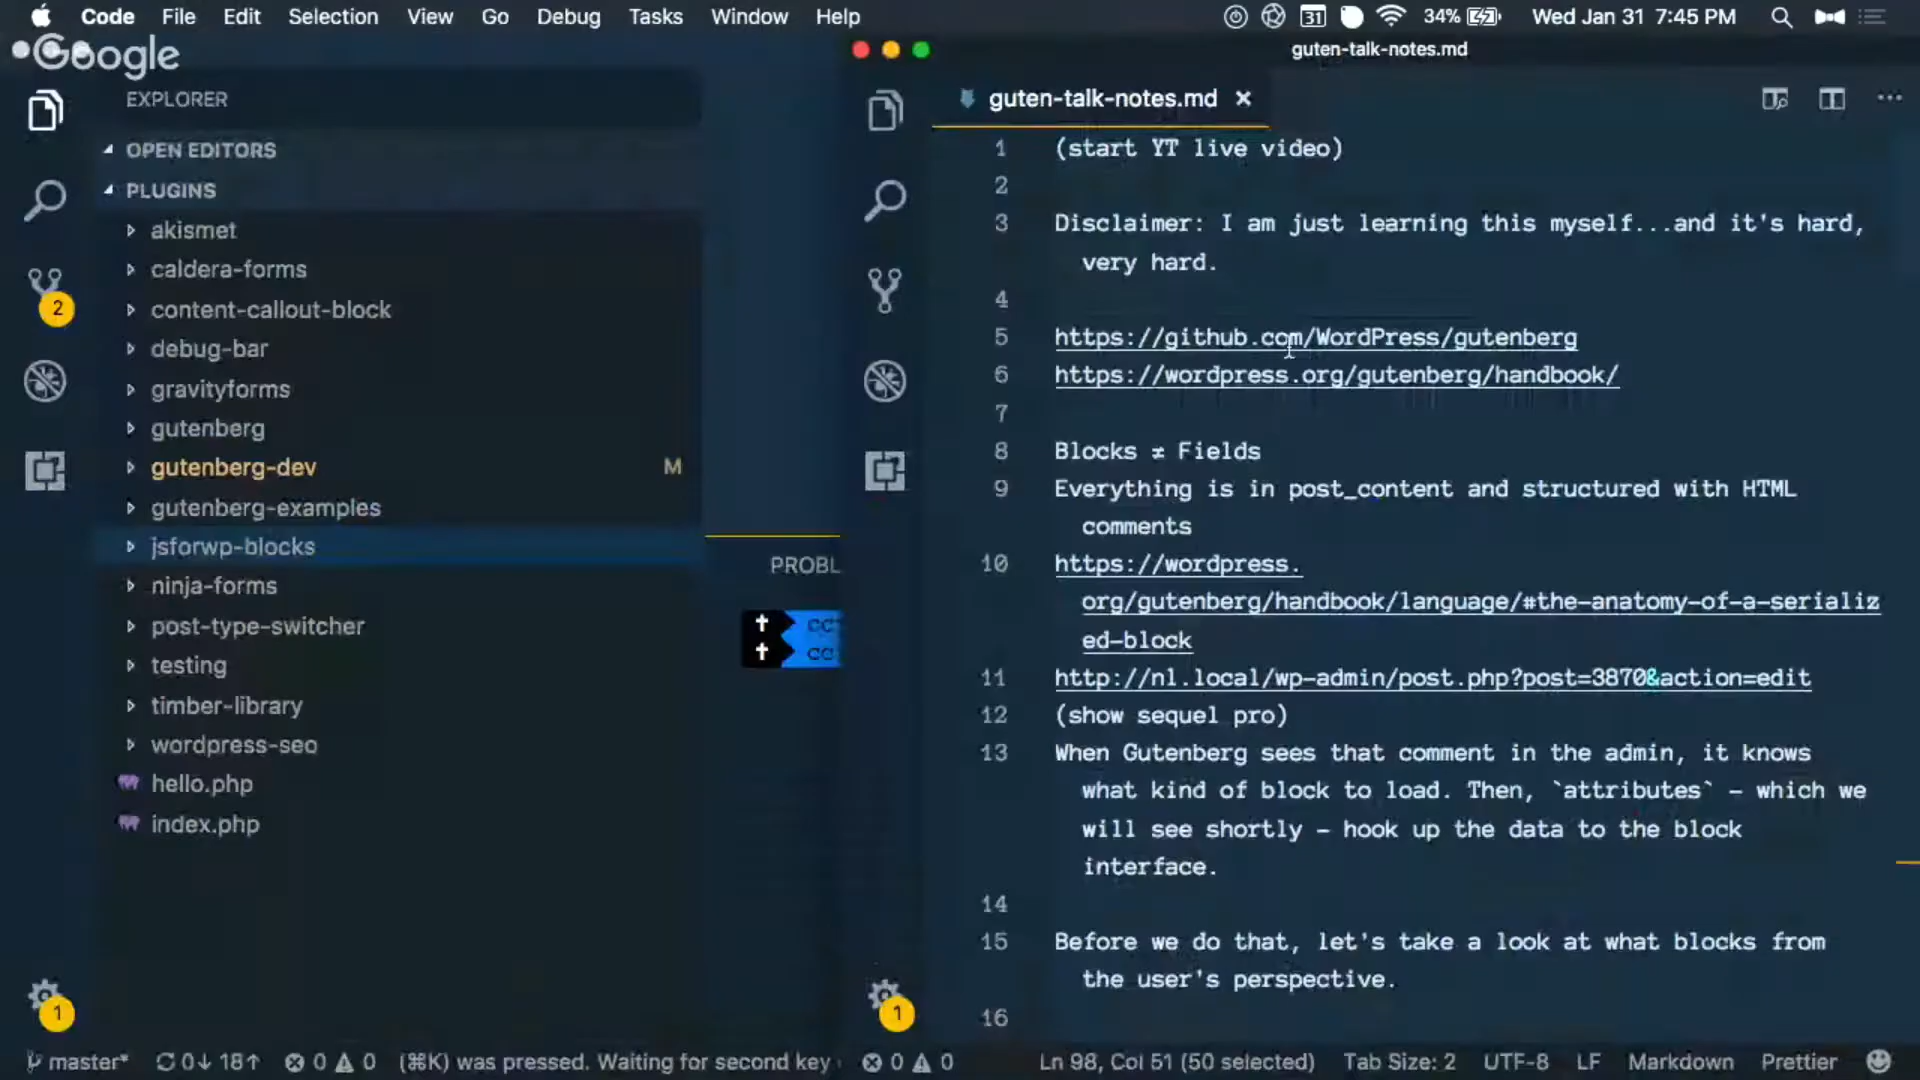 Code File Edit Selection View Go Debug Tasks Window Help 31 34% Wed Jan 31 7:45 PM
Google
EXPLORER
OPEN EDITORS
PLUGINS
akismet
caldera-forms
content-callout-block
debug-bar
gravityforms
gutenberg
gutenberg-dev M
gutenberg-examples
jsforwp-blocks
ninja-forms
post-type-switcher
testing
timber-library
wordpress-seo
hello.php
index.php
2
1
PROBL
master* 0↓ 18↑ 0 0 (⌘K) was pressed. Waiting for second key
guten-talk-notes.md
guten-talk-notes.md
1 (start YT live video)
2
3 Disclaimer: I am just learning this myself...and it's hard,
very hard.
4
5 https://github.com/WordPress/gutenberg
6 https://wordpress.org/gutenberg/handbook/
7
8 Blocks ≠ Fields
9 Everything is in post_content and structured with HTML
comments
10 https://wordpress.
org/gutenberg/handbook/language/#the-anatomy-of-a-serializ
ed-block
11 http://nl.local/wp-admin/post.php?post=3870&action=edit
12 (show sequel pro)
13 When Gutenberg sees that comment in the admin, it knows
what kind of block to load. Then, `attributes` - which we
will see shortly - hook up the data to the block
interface.
14
15 Before we do that, let's take a look at what blocks from
the user's perspective.
16
1
0 0 Ln 98, Col 51 (50 selected) Tab Size: 2 UTF-8 LF Markdown Prettier